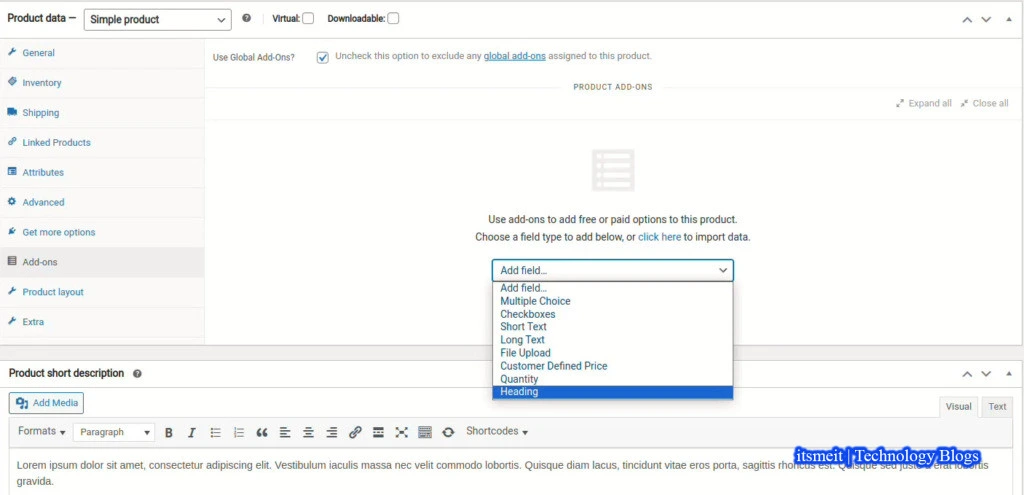 Product data — Simple product Virtual: Downloadable:
General
Inventory
Shipping
Linked Products
Attributes
Advanced
Get more options
Add-ons
Product layout
Extra
Use Global Add-Ons? Uncheck this option to exclude any global add-ons assigned to this product.
PRODUCT ADD-ONS
Expand all Close all
Use add-ons to add free or paid options to this product.
Choose a field type to add below, or click here to import data.
Add field...
Add field...
Multiple Choice
Checkboxes
Short Text
Long Text
File Upload
Customer Defined Price
Quantity
Heading
Product short description
Add Media
Visual Text
Formats Paragraph B I Shortcodes
Lorem ipsum dolor sit amet, consectetur adipiscing elit. Vestibulum iaculis massa nec velit commodo lobortis. Quisque diam lacus, tincidunt vitae eros porta, sagittis rhoncus est. Quisque sed justo a erat lobortis
gravida.
itsmeit | Technology Blogs